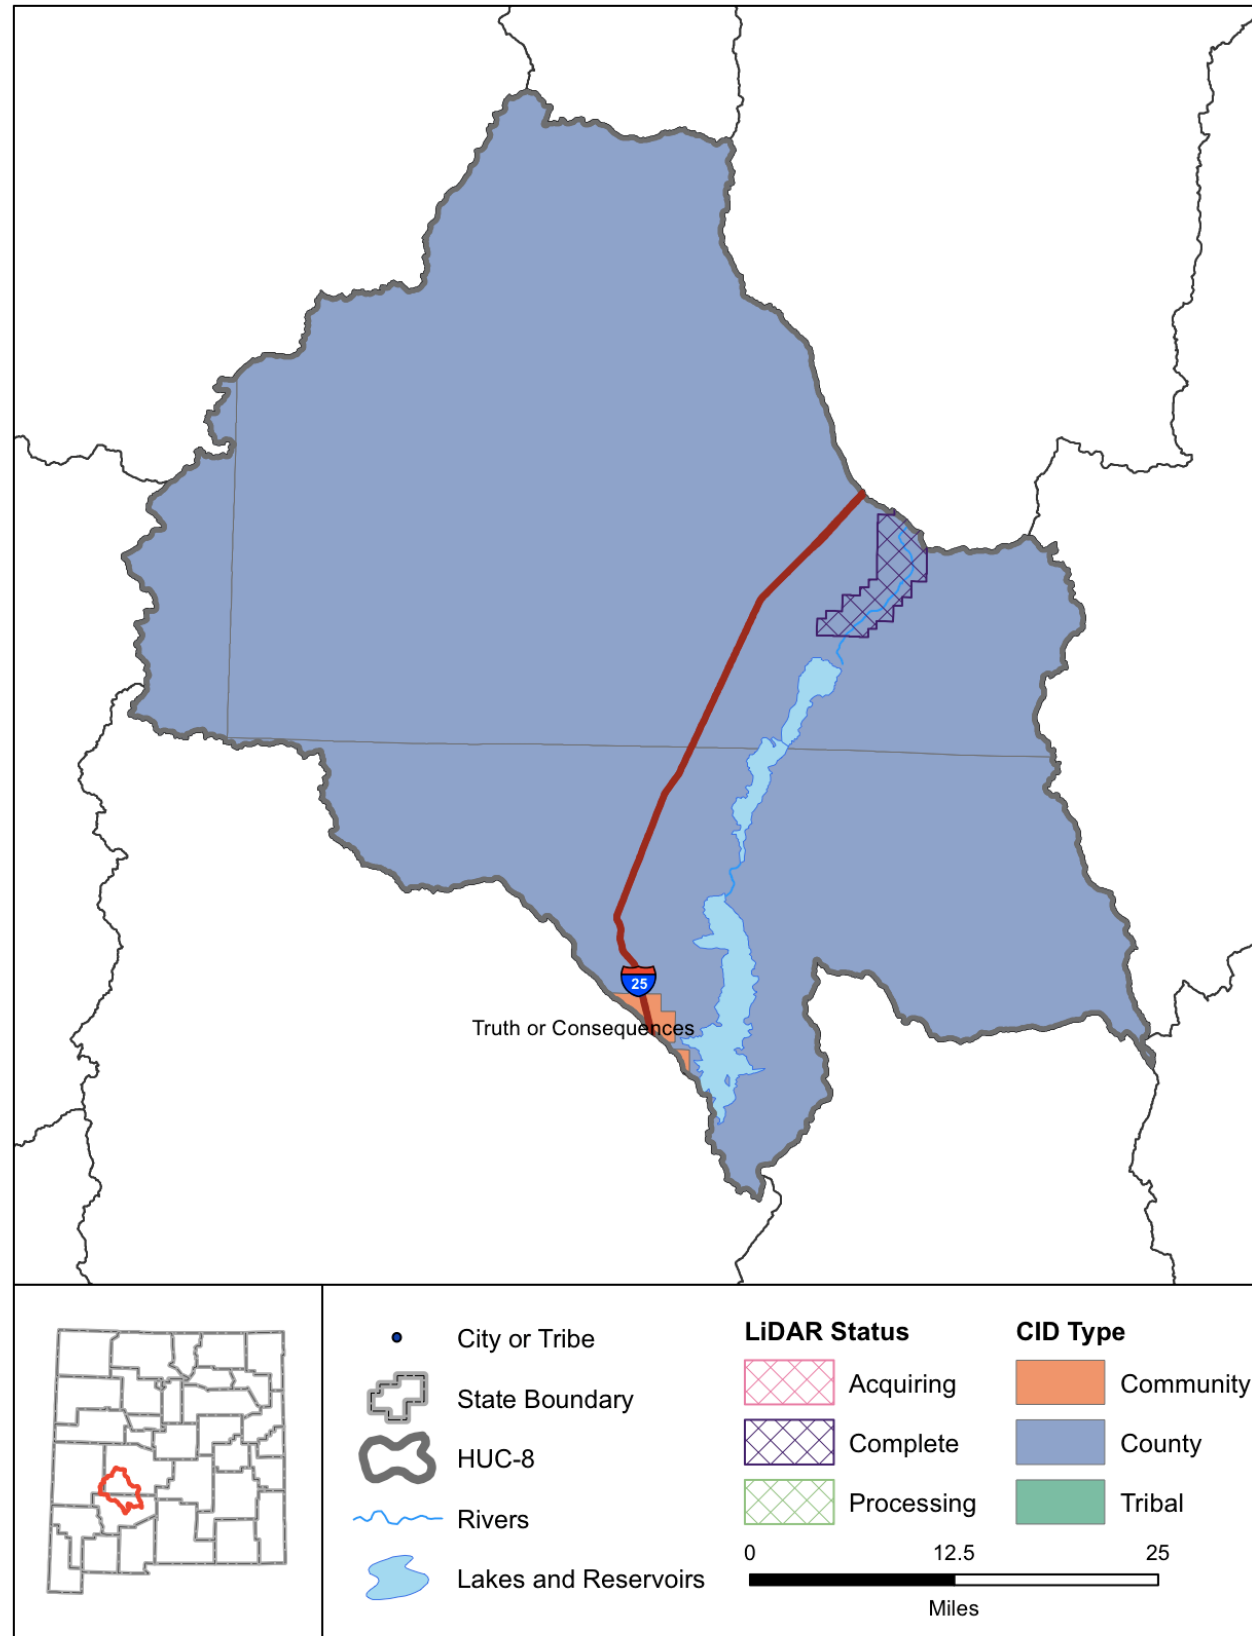 25
Truth or Consequences
City or Tribe
State Boundary
HUC-8
Rivers
Lakes and Reservoirs
LiDAR Status
Acquiring
Complete
Processing
CID Type
Community
County
Tribal
0 12.5 25
Miles